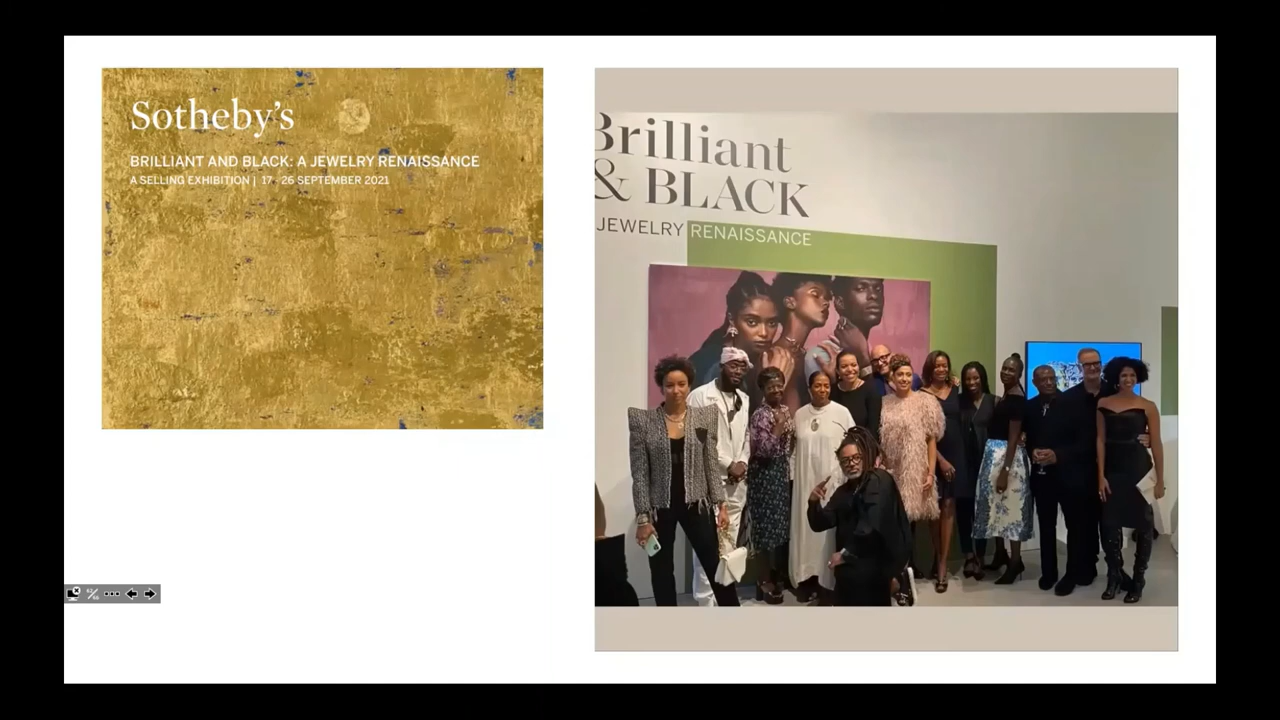 Sotheby's
BRILLIANT AND BLACK: A JEWELRY RENAISSANCE
A SELLING EXHIBITION | 17 - 26 SEPTEMBER 2021
Brilliant
& BLACK
JEWELRY RENAISSANCE